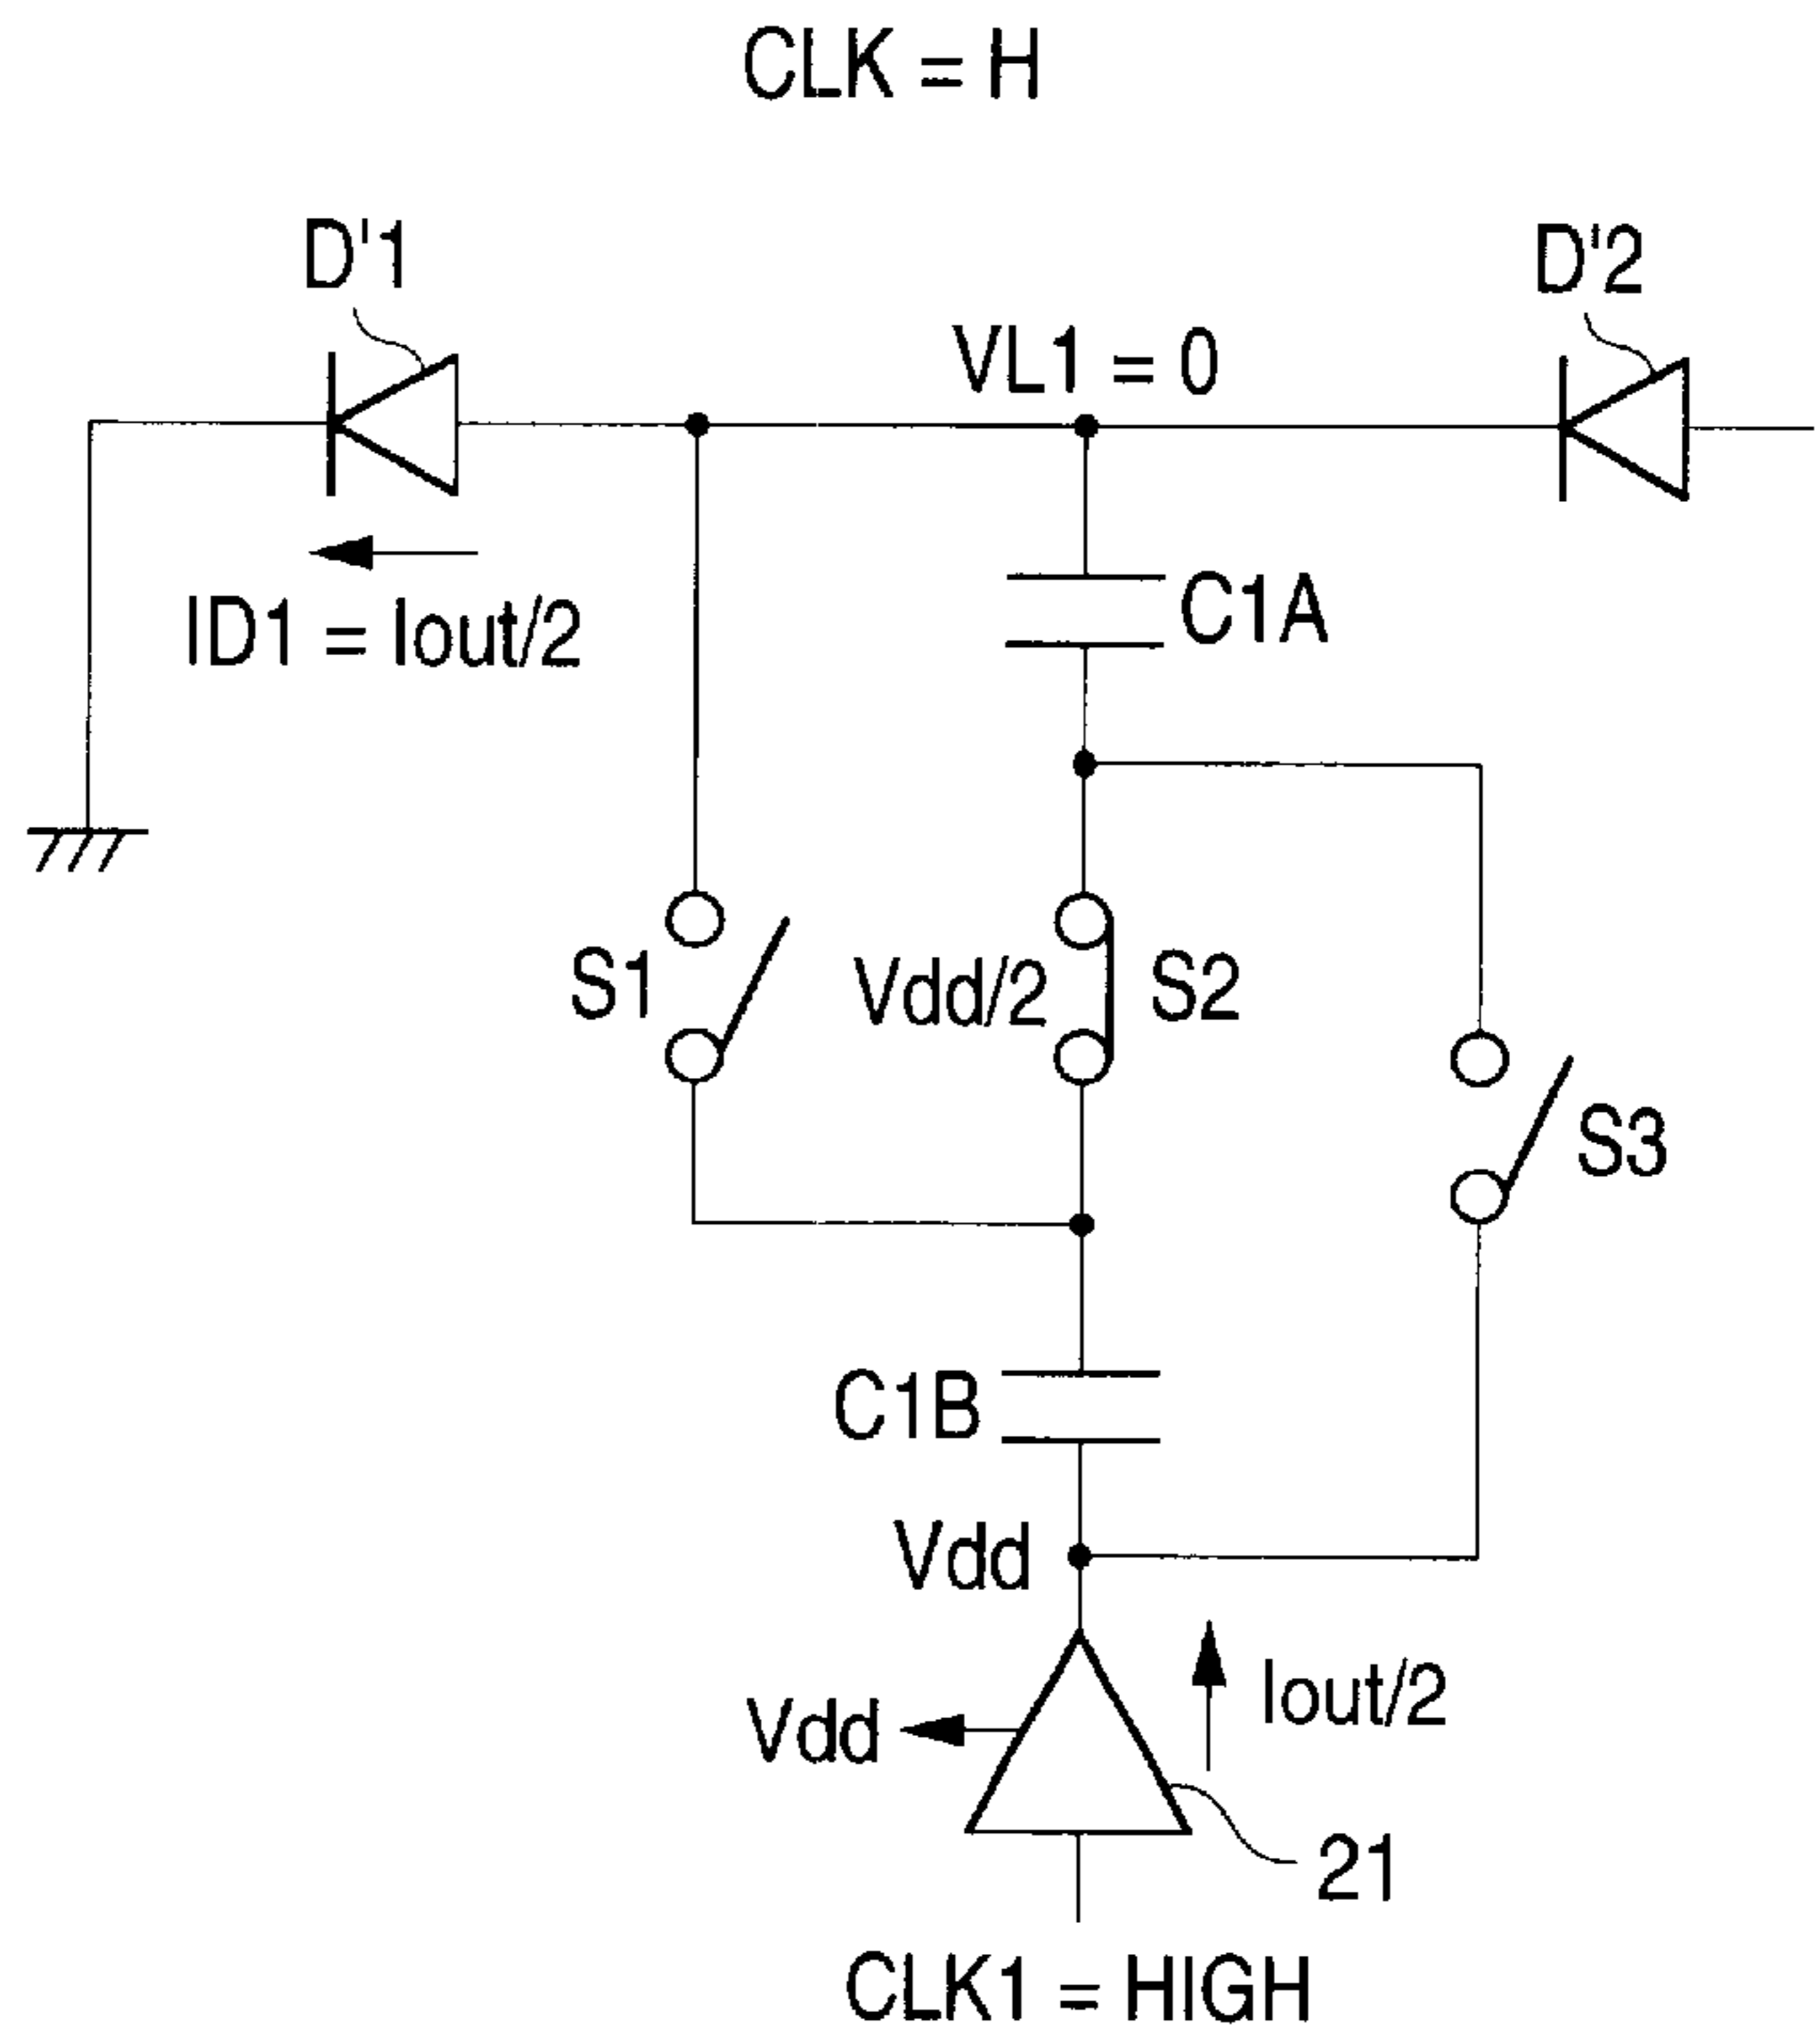 CLK = H
D'1
D'2
VL1 = 0
C1A
ID1 = Iout/2
S1
Vdd/2
S2
S3
C1B
Vdd
Vdd
Iout/2
21
CLK1 = HIGH